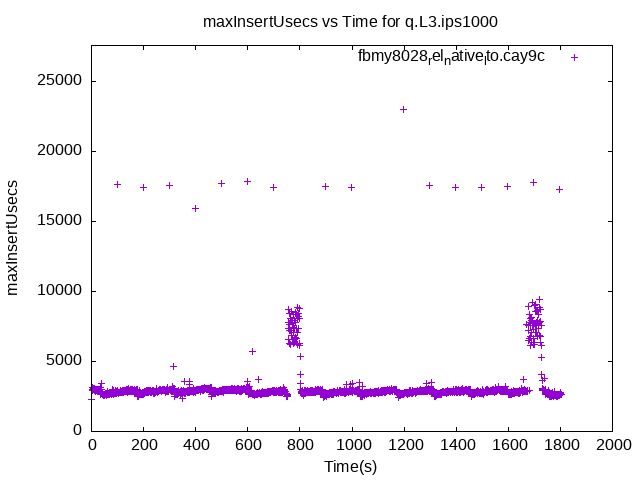 maxInsertUsecs vs Time for q.L3.ips1000
fbmy8028relnativelto.cay9c
25000
20000
15000
10000
5000
0
maxInsertUsecs
0 200 400 600 800 1000 1200 1400 1600 1800 2000
Time(s)